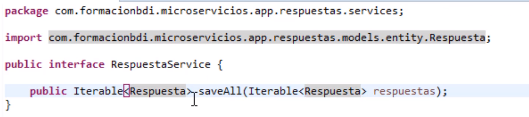 package com.formacionbdi.microservicios.app.respuestas.services;
import com.formacionbdi.microservicios.app.respuestas.models.entity.Respuesta;
public interface RespuestaService {
public Iterable<Respuesta> saveAll(Iterable<Respuesta> respuestas);
}